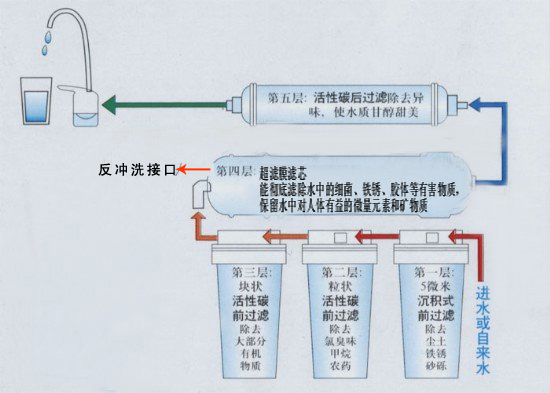 第五层：活性碳后过滤除去异
味，使水质甘醇甜美
反冲洗接口
第四层：超滤膜滤芯
能彻底滤除水中的细菌、铁锈、胶体等有害物质，
保留水中对人体有益的微量元素和矿物质
第三层：
块状
活性碳
前过滤
除去
大部分
有机
物质
第二层：
粒状
活性碳
前过滤
除去
氯臭味
甲烷
农药
第一层：
5微米
沉积式
前过滤
除去
尘土
铁锈
砂砾
进水或自来水